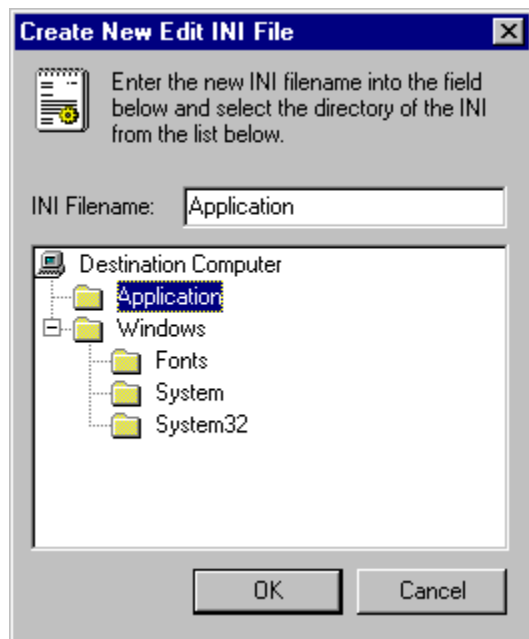 Create New Edit INI File
Enter the new INI filename into the field
below and select the directory of the INI
from the list below.
INI Filename: Application
Destination Computer
Application
Windows
Fonts
System
System32
OK Cancel